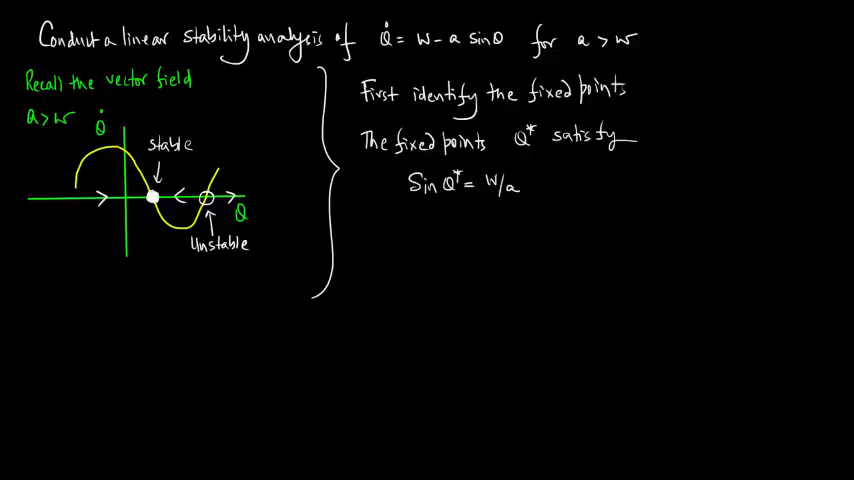 Conduct a linear stability analysis of θ̇ = w - a sinθ for a > w
Recall the vector field
a > w
θ̇
stable
θ
Unstable
First identify the fixed points
The fixed points θ* satisfy
Sin θ* = w/a